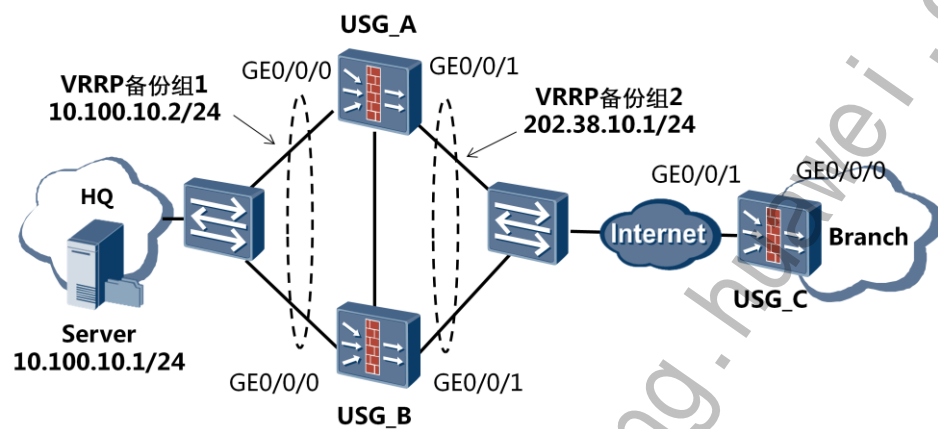 USG_A
GE0/0/0
GE0/0/1
VRRP备份组1
10.100.10.2/24
VRRP备份组2
202.38.10.1/24
HQ
GE0/0/1
GE0/0/0
Internet
Branch
USG_C
Server
10.100.10.1/24
GE0/0/0
GE0/0/1
USG_B
ng.huawei.